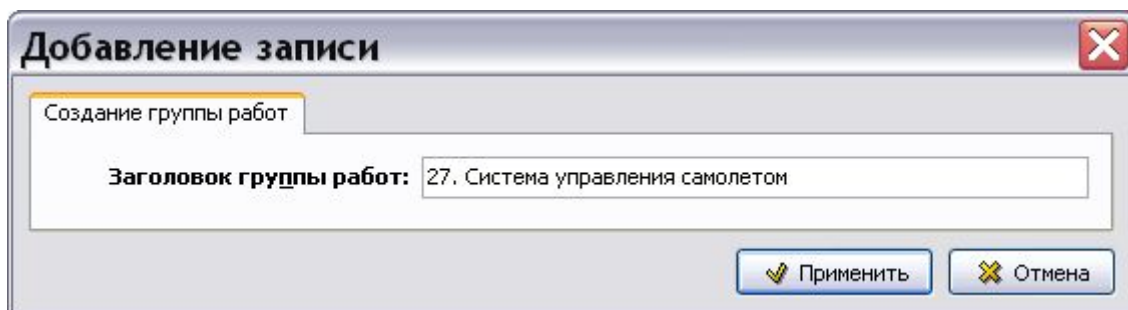 Добавление записи
Создание группы работ
Заголовок группы работ: 27. Система управления самолетом
Применить Отмена